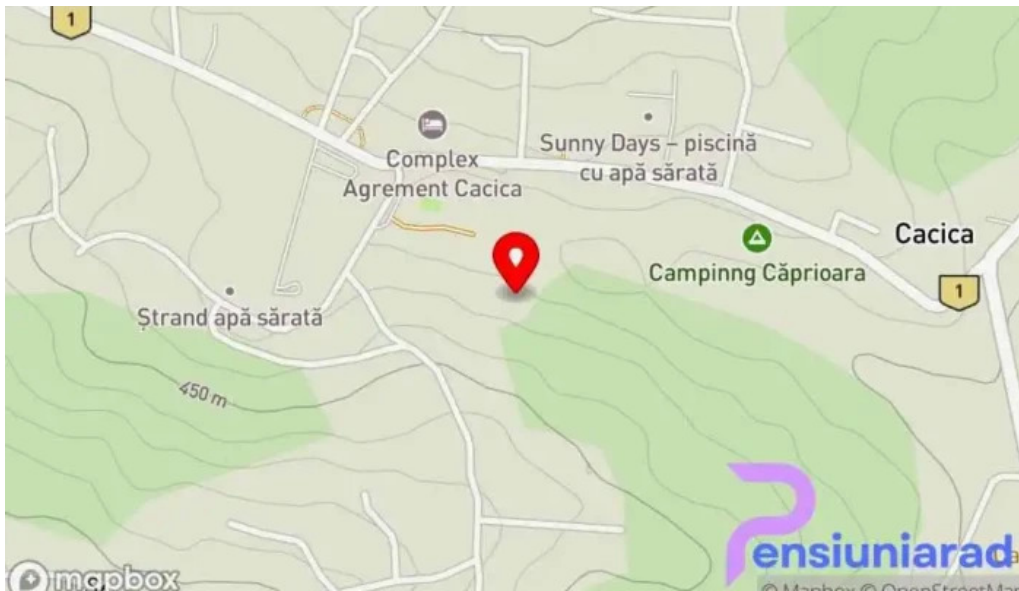 1
Complex
Agrement Cacica
Sunny Days – piscină
cu apă sărată
Cacica
Campinng Căprioara
1
Ștrand apă sărată
450 m
Pensiuniarad
mapbox
© Mapbox © OpenStreetMap